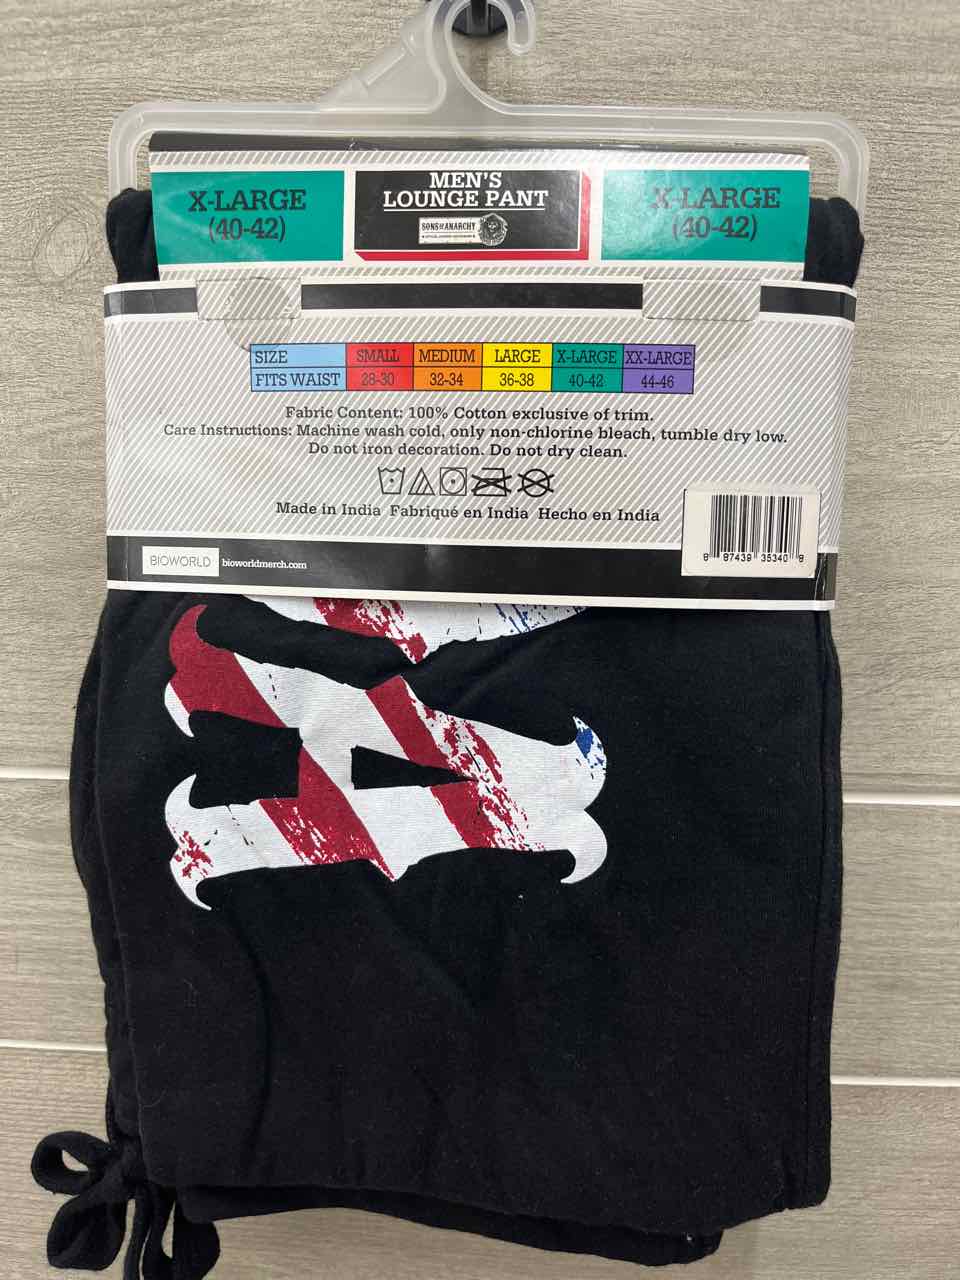 X-LARGE
(40-42)
MEN'S
LOUNGE PANT
SONS OF ANARCHY
X-LARGE
(40-42)
SIZE SMALL MEDIUM LARGE X-LARGE XX-LARGE
FITS WAIST 28-30 32-34 36-38 40-42 44-46
Fabric Content: 100% Cotton exclusive of trim.
Care Instructions: Machine wash cold, only non-chlorine bleach, tumble dry low.
Do not iron decoration. Do not dry clean.
Made in India Fabriqué en India Hecho en India
8 87439 35340 8
BIOWORLD bioworldmerch.com
A